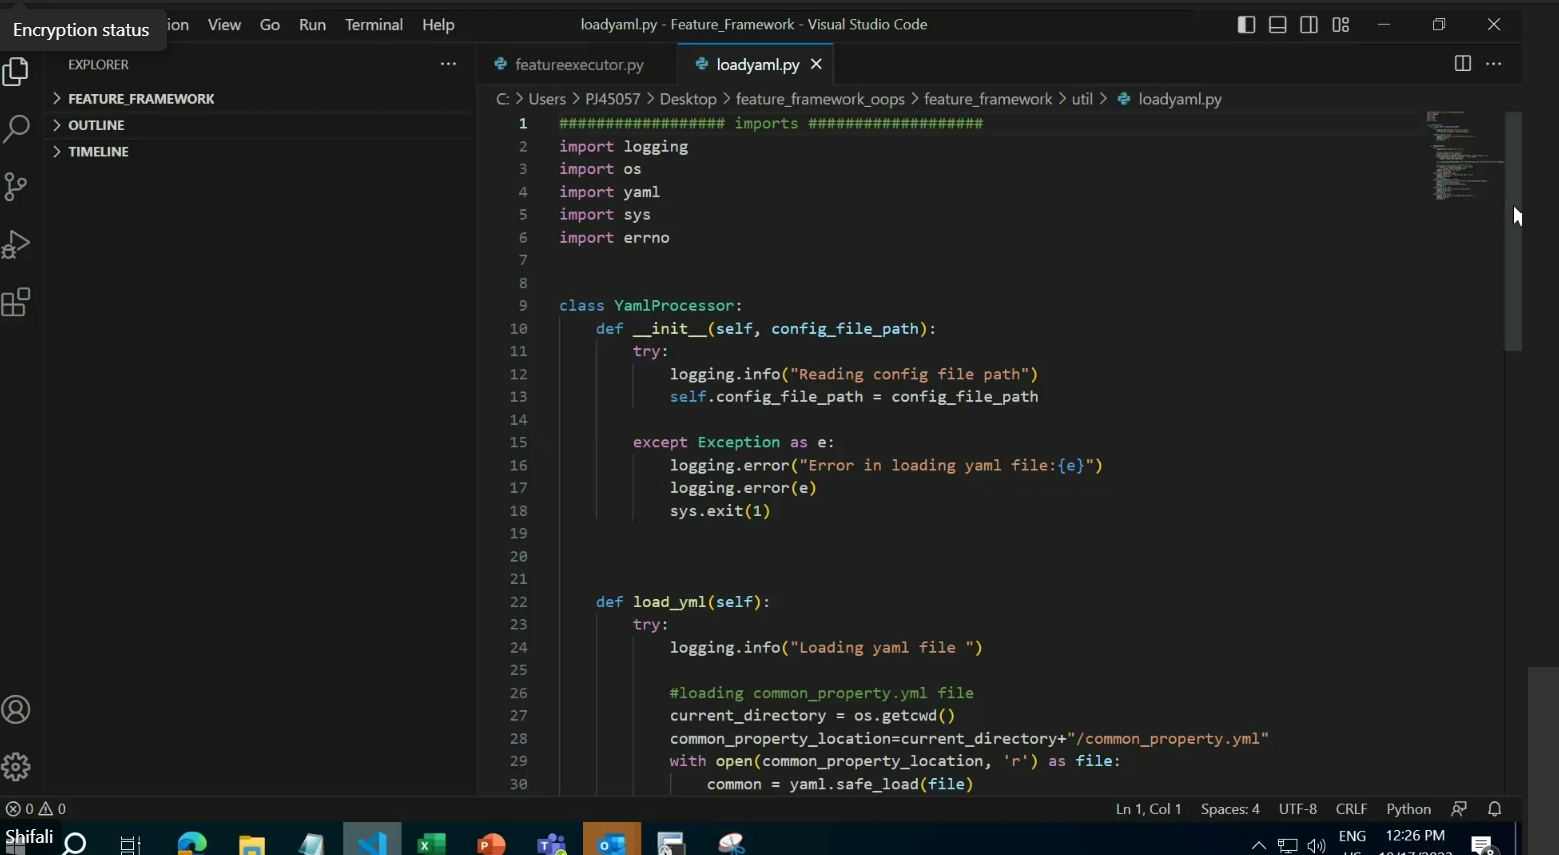 Encryption status
ion View Go Run Terminal Help
loadyaml.py - Feature_Framework - Visual Studio Code
EXPLORER
FEATURE_FRAMEWORK
OUTLINE
TIMELINE
featureexecutor.py
loadyaml.py
C: > Users > PJ45057 > Desktop > feature_framework_oops > feature_framework > util > loadyaml.py
1 ################## imports ###################
2 import logging
3 import os
4 import yaml
5 import sys
6 import errno
7
8
9 class YamlProcessor:
10 def __init__(self, config_file_path):
11 try:
12 logging.info("Reading config file path")
13 self.config_file_path = config_file_path
14
15 except Exception as e:
16 logging.error("Error in loading yaml file:{e}")
17 logging.error(e)
18 sys.exit(1)
19
20
21
22 def load_yml(self):
23 try:
24 logging.info("Loading yaml file ")
25
26 #loading common_property.yml file
27 current_directory = os.getcwd()
28 common_property_location=current_directory+"/common_property.yml"
29 with open(common_property_location, 'r') as file:
30 common = yaml.safe_load(file)
0 0
Ln 1, Col 1 Spaces: 4 UTF-8 CRLF Python
Shifali
ENG
12:26 PM